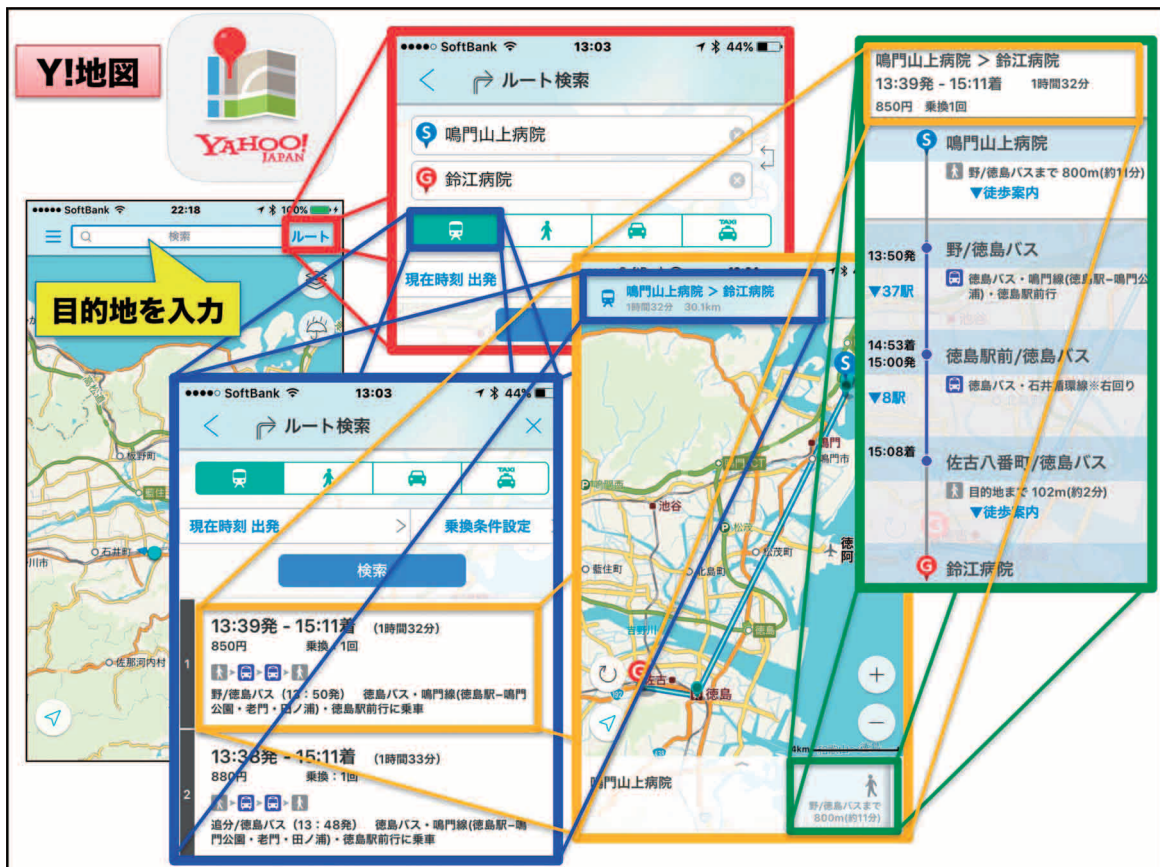 Y!地図
YAHOO!
JAPAN
SoftBank 22:18 100%
検索
ルート
目的地を入力
板野町
藍住
石井町
川市
佐那河内村
SoftBank 13:03 44%
ルート検索
S 鳴門山上病院
G 鈴江病院
TAXI
現在時刻 出発
SoftBank 13:03 44%
ルート検索
TAXI
現在時刻 出発 >
乗換条件設定
検索
1
13:39発 – 15:11着 (1時間32分)
850円 乗換:1回
野/徳島バス(13:50発) 徳島バス・鳴門線(徳島駅–鳴門
公園・老門・田ノ浦)・徳島駅前行に乗車
2
13:38発 – 15:11着 (1時間33分)
880円 乗換:1回
追分/徳島バス(13:48発) 徳島バス・鳴門線(徳島駅–鳴
門公園・老門・田ノ浦)・徳島駅前行に乗車
鳴門山上病院 > 鈴江病院
1時間32分 30.1km
S
鳴門
鳴門市
池谷
松茂
松茂町
徳
阿
藍住町
北島町
吉野川
徳島
G
佐古
徳島
4km
鳴門山上病院
野/徳島バスまで
800m(約11分)
鳴門山上病院 > 鈴江病院
13:39発 - 15:11着 1時間32分
850円 乗換1回
S 鳴門山上病院
野/徳島バスまで 800m(約11分)
▼徒歩案内
13:50発 野/徳島バス
▼37駅 徳島バス・鳴門線(徳島駅–鳴門公
浦)・徳島駅前行
池谷
14:53着
15:00発 徳島駅前/徳島バス
▼8駅 徳島バス・石井循環線※右回り
15:08着 佐古八番町/徳島バス
目的地まで 102m(約2分)
▼徒歩案内
G 鈴江病院